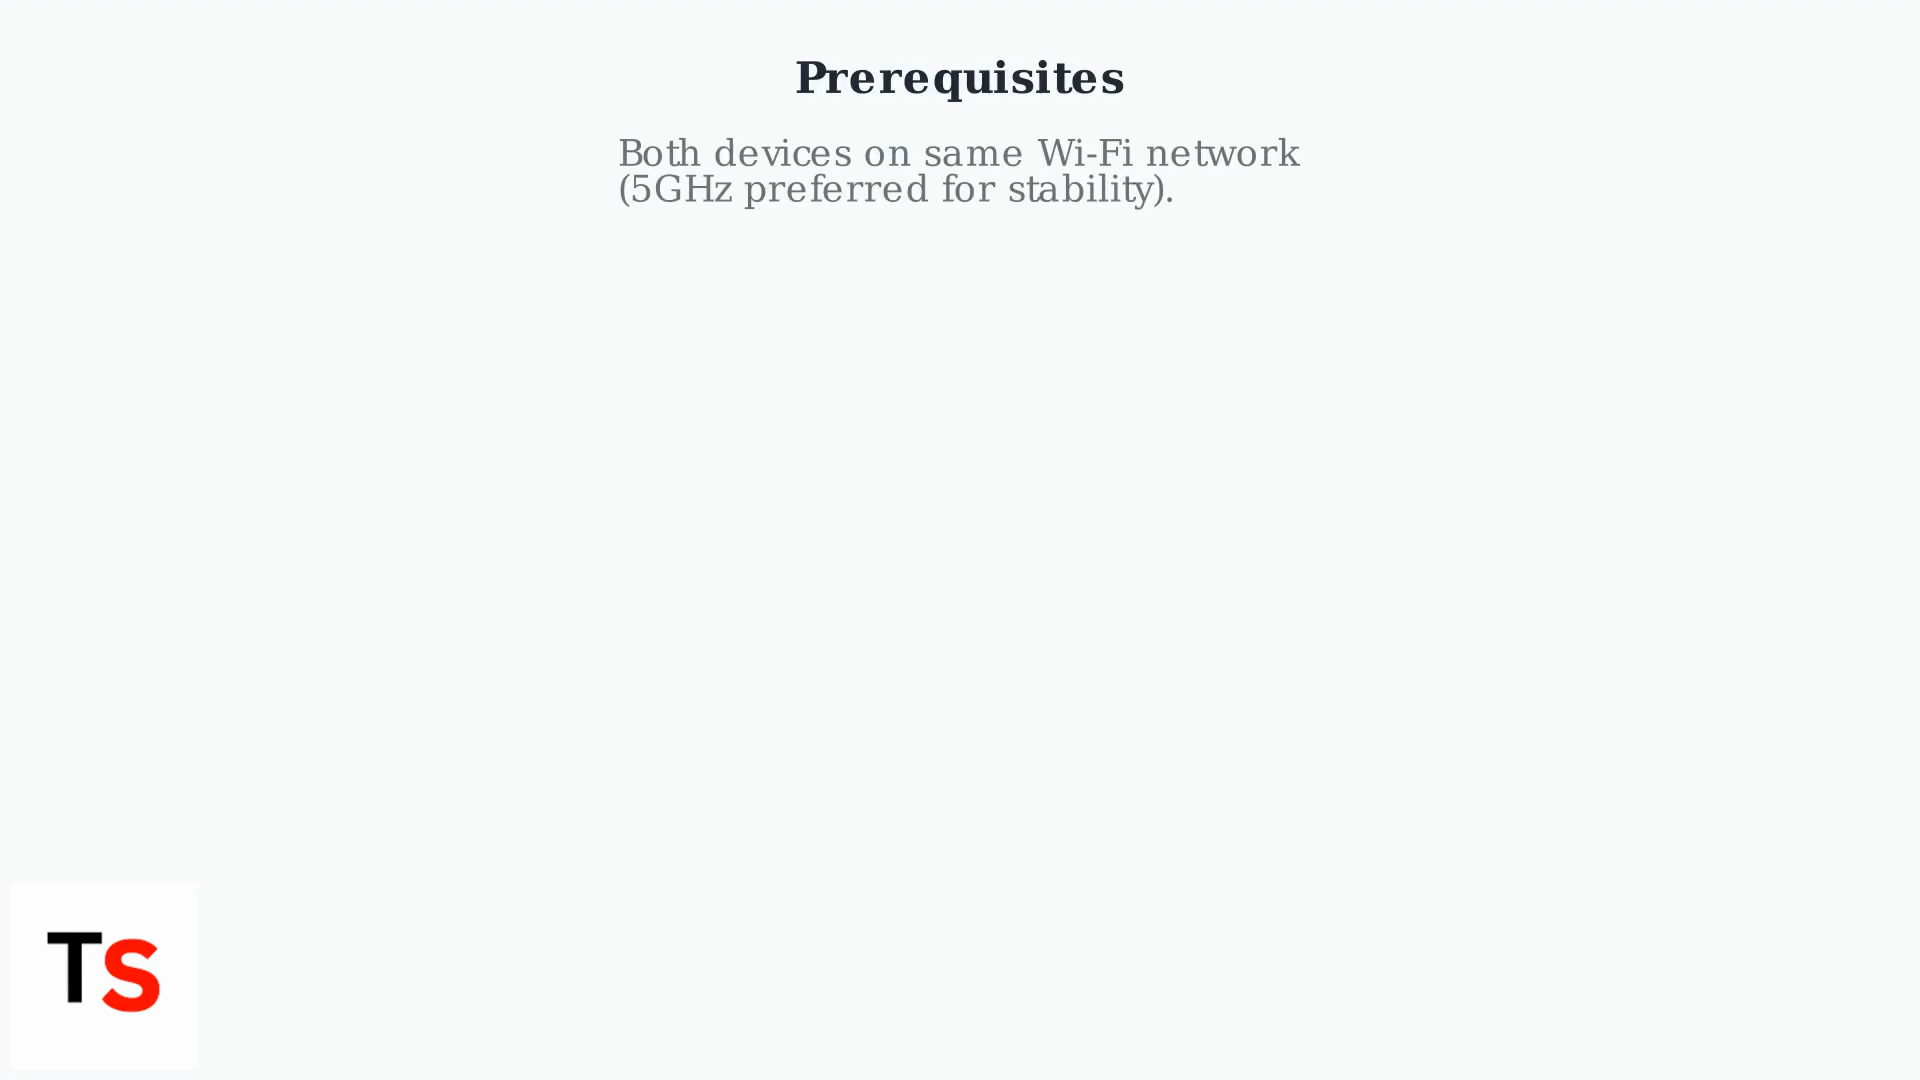 Prerequisites
Both devices on same Wi-Fi network
(5GHz preferred for stability).
TS